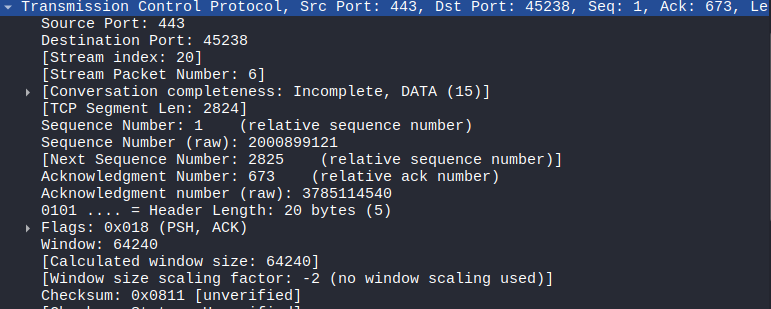 Transmission Control Protocol, Src Port: 443, Dst Port: 45238, Seq: 1, Ack: 673, Le
Source Port: 443
Destination Port: 45238
[Stream index: 20]
[Stream Packet Number: 6]
[Conversation completeness: Incomplete, DATA (15)]
[TCP Segment Len: 2824]
Sequence Number: 1    (relative sequence number)
Sequence Number (raw): 2000899121
[Next Sequence Number: 2825    (relative sequence number)]
Acknowledgment Number: 673    (relative ack number)
Acknowledgment number (raw): 3785114540
0101 .... = Header Length: 20 bytes (5)
Flags: 0x018 (PSH, ACK)
Window: 64240
[Calculated window size: 64240]
[Window size scaling factor: -2 (no window scaling used)]
Checksum: 0x0811 [unverified]